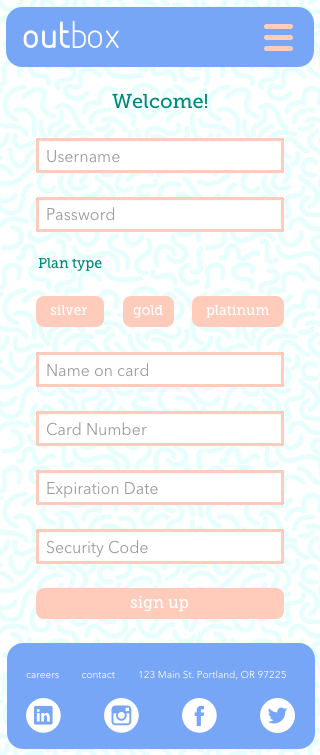 outbox
Welcome!
Username
Password
Plan type
silver gold platinum
Name on card
Card Number
Expiration Date
Security Code
sign up
careers contact 123 Main St. Portland, OR 97225